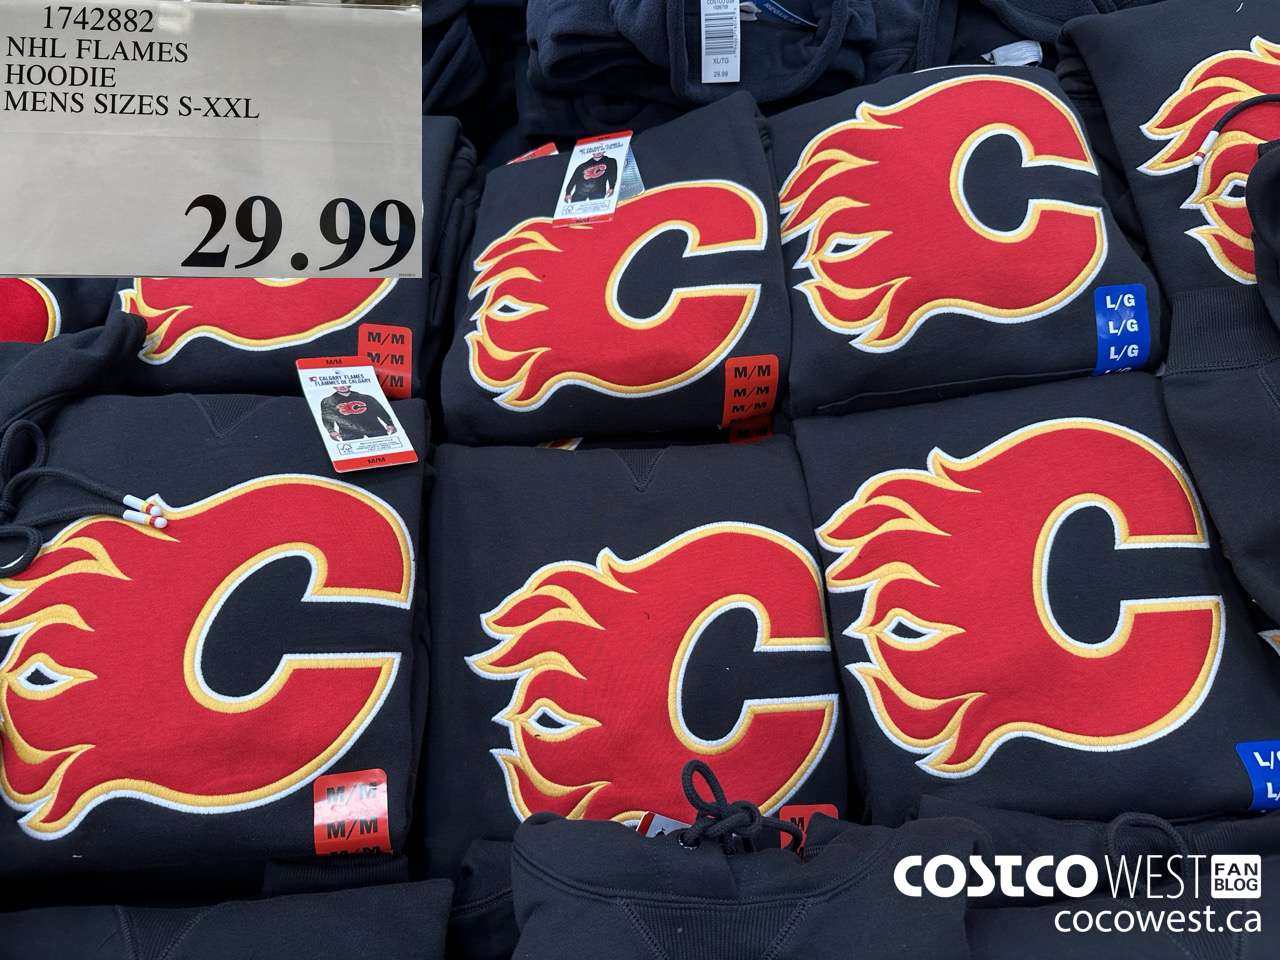 1742882
NHL FLAMES
HOODIE
MENS SIZES S-XXL
29.99
XL/TG
29.99
M/M
M/M
M/M
M/M
CALGARY FLAMES
FLAMMES DE CALGARY
M/M
M/M
M/M
M/M
L/G
L/G
L/G
M/M
M/M
M
L/
L/
COSTCO WEST FAN BLOG
cocowest.ca